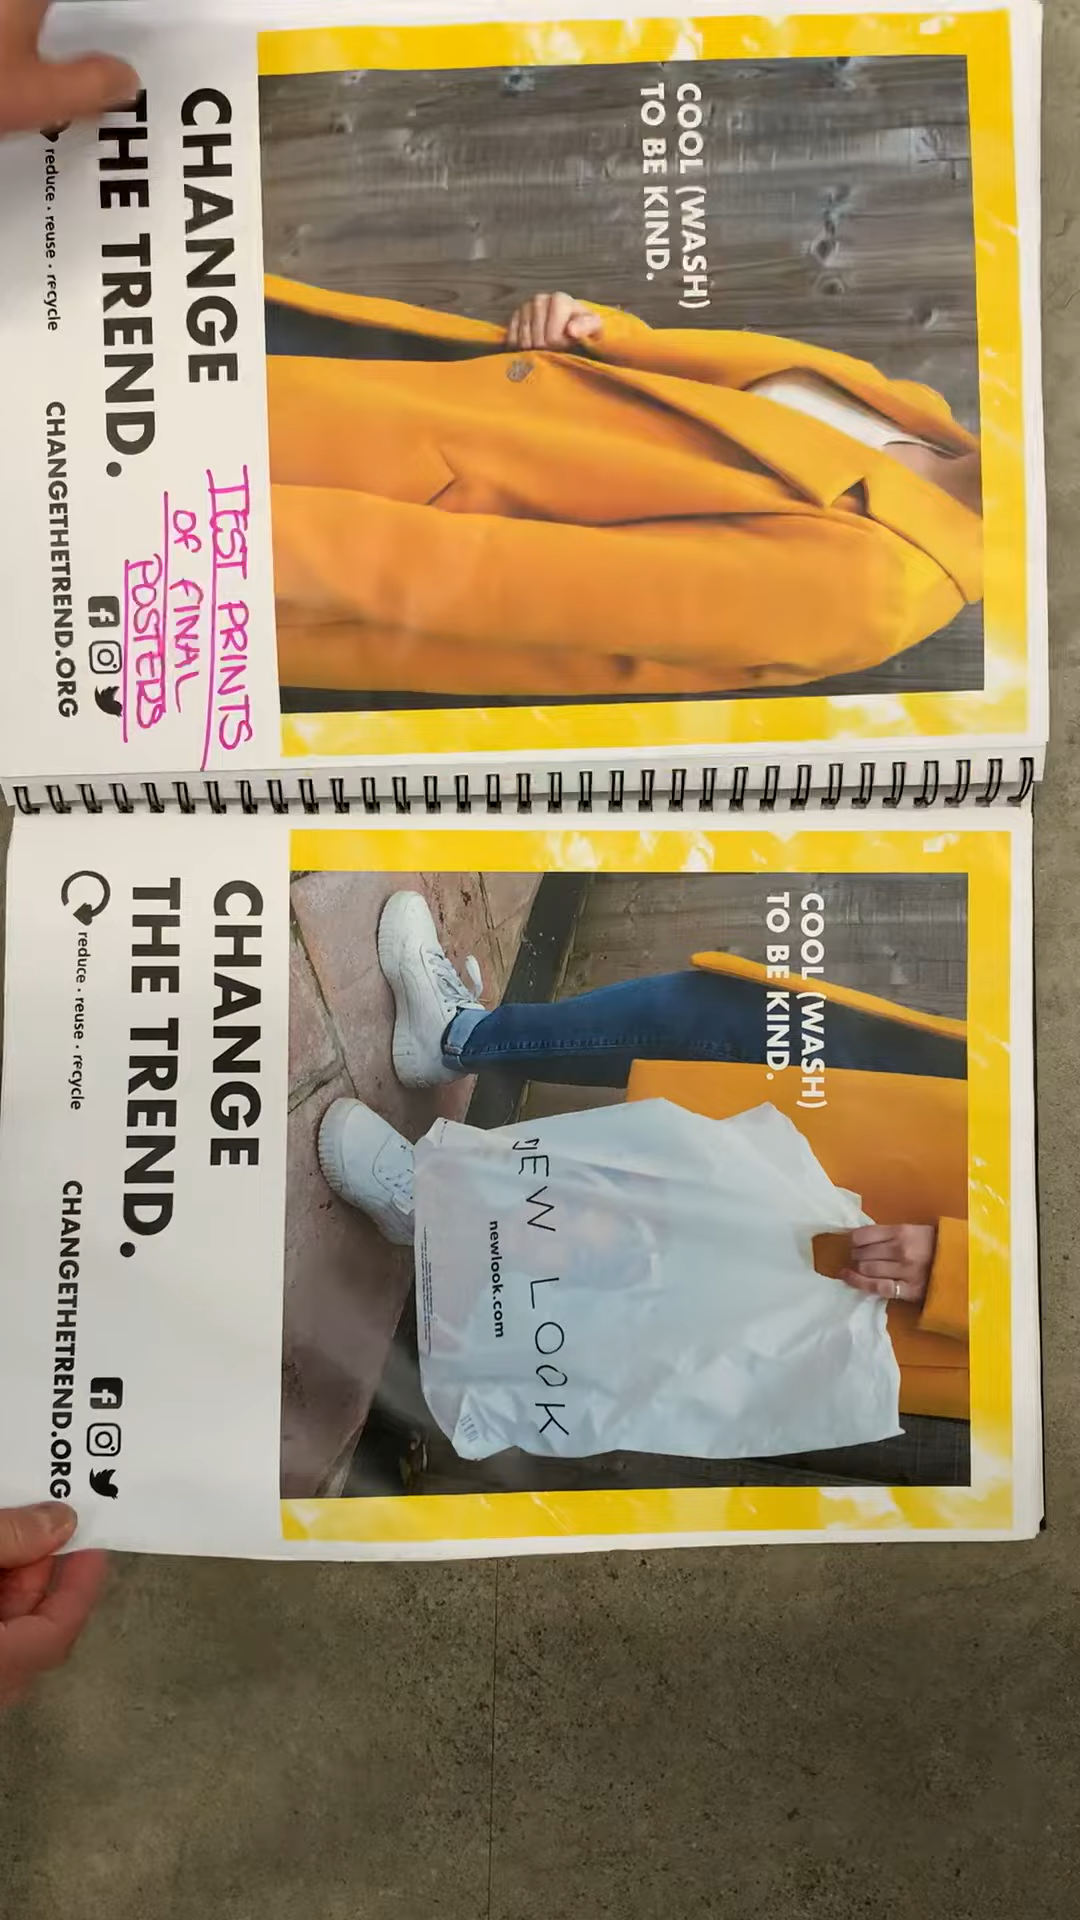 COOL (WASH)
TO BE KIND.
CHANGE
THE TREND.
reduce · reuse · recycle
CHANGETHETREND.ORG
TEST PRINTS
OF FINAL
POSTERS
COOL (WASH)
TO BE KIND.
NEW LOOK
newlook.com
CHANGE
THE TREND.
reduce · reuse · recycle
CHANGETHETREND.ORG